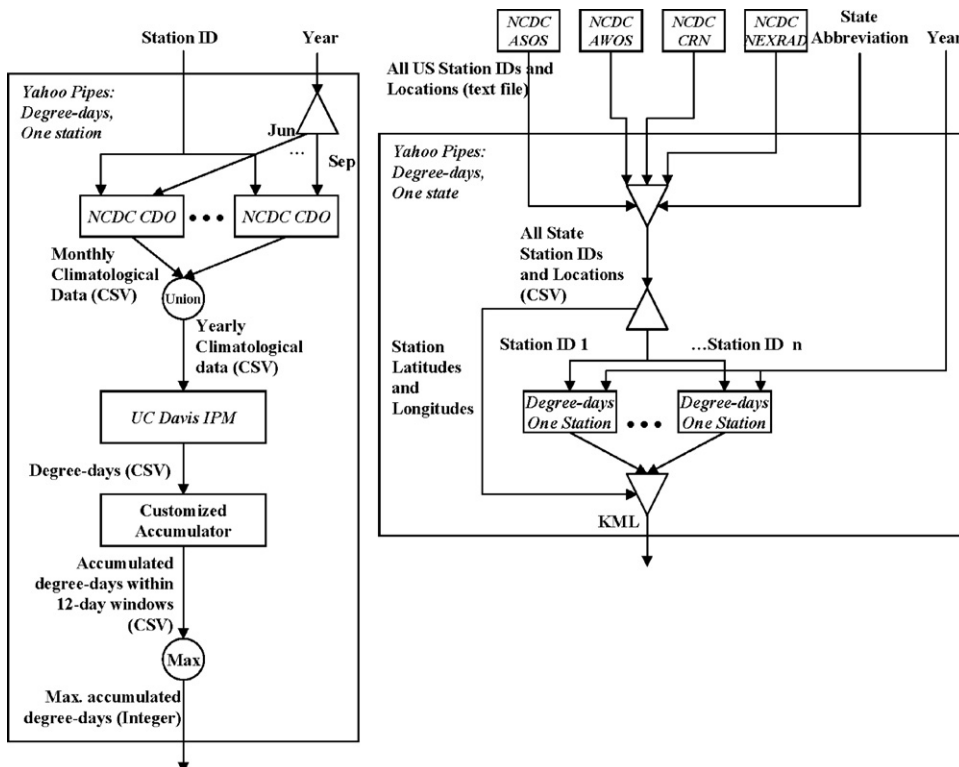 Station ID
Year
Yahoo Pipes:
Degree-days,
One station
Jun
...
Sep
NCDC CDO
NCDC CDO
Monthly
Climatological
Data (CSV)
Union
Yearly
Climatological
data (CSV)
UC Davis IPM
Degree-days (CSV)
Customized
Accumulator
Accumulated
degree-days within
12-day windows
(CSV)
Max
Max. accumulated
degree-days (Integer)
NCDC
ASOS
NCDC
AWOS
NCDC
CRN
NCDC
NEXRAD
State
Abbreviation
Year
All US Station IDs and
Locations (text file)
Yahoo Pipes:
Degree-days,
One state
All State
Station IDs
and Locations
(CSV)
Station
Latitudes
and
Longitudes
Station ID 1
...Station ID n
Degree-days
One Station
Degree-days
One Station
KML